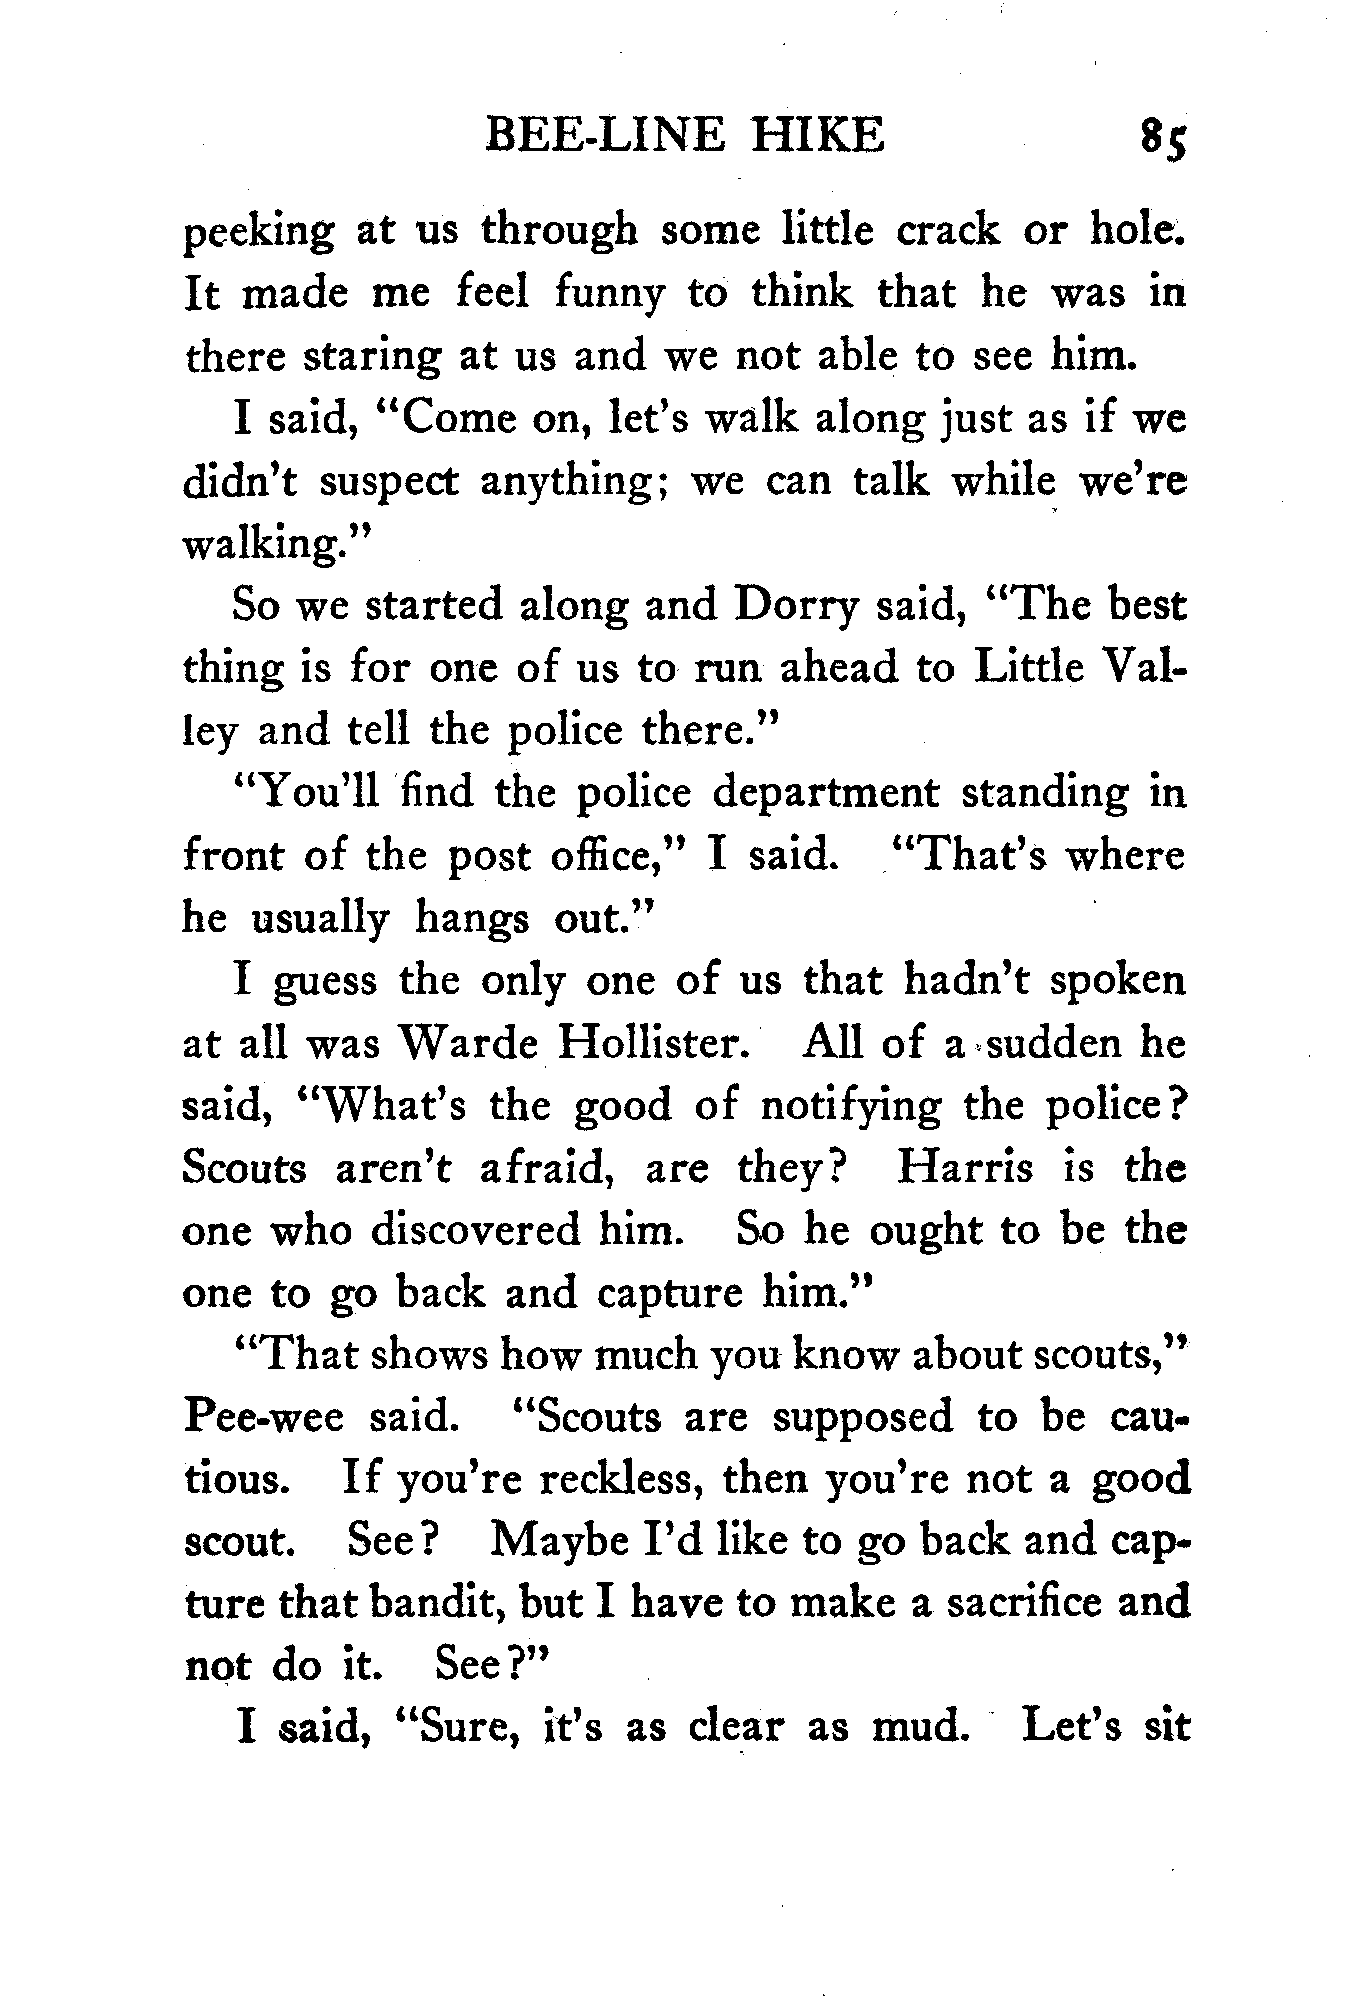 BEE-LINE HIKE 85
peeking at us through some little crack or hole.
It made me feel funny to think that he was in
there staring at us and we not able to see him.
I said, "Come on, let's walk along just as if we
didn't suspect anything; we can talk while we're
walking."
So we started along and Dorry said, "The best
thing is for one of us to run ahead to Little Val-
ley and tell the police there."
"You'll find the police department standing in
front of the post office," I said. "That's where
he usually hangs out."
I guess the only one of us that hadn't spoken
at all was Warde Hollister. All of a sudden he
said, "What's the good of notifying the police?
Scouts aren't afraid, are they? Harris is the
one who discovered him. So he ought to be the
one to go back and capture him."
"That shows how much you know about scouts,"
Pee-wee said. "Scouts are supposed to be cau-
tious. If you're reckless, then you're not a good
scout. See? Maybe I'd like to go back and cap-
ture that bandit, but I have to make a sacrifice and
not do it. See?"
I said, "Sure, it's as clear as mud. Let's sit